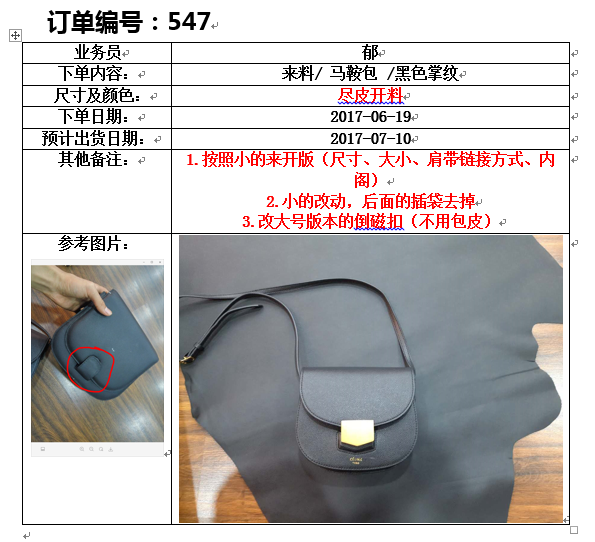 订单编号：547
业务员 郁
下单内容： 来料/ 马鞍包 /黑色掌纹
尺寸及颜色： 尽皮开料
下单日期： 2017-06-19
预计出货日期： 2017-07-10
其他备注： 1.按照小的来开版（尺寸、大小、肩带链接方式、内
阁）
2.小的改动，后面的插袋去掉
3.改大号版本的倒磁扣（不用包皮）
参考图片：
CÉLINE